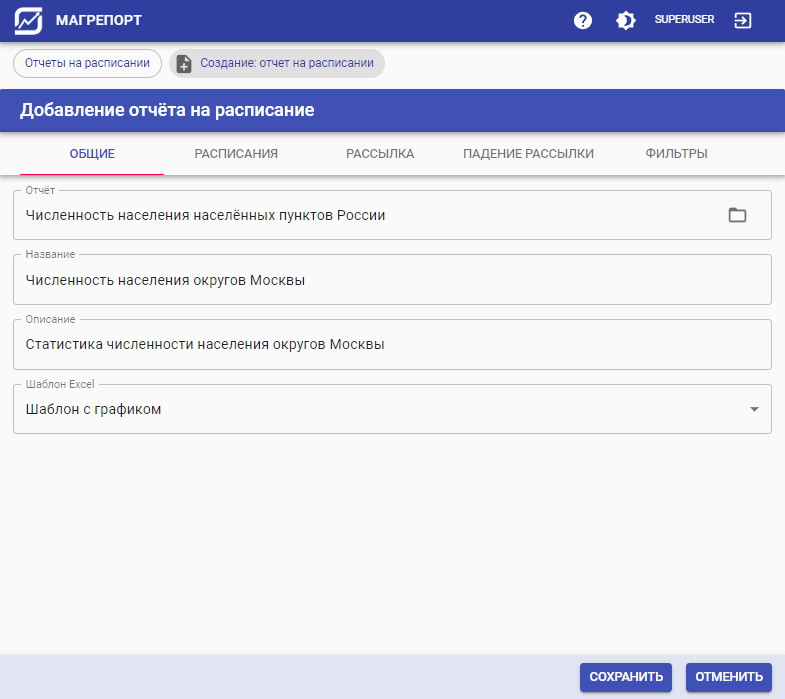 МАГРЕПОРТ
SUPERUSER
Отчеты на расписании
Создание: отчет на расписании
Добавление отчёта на расписание
ОБЩИЕ
РАСПИСАНИЯ
РАССЫЛКА
ПАДЕНИЕ РАССЫЛКИ
ФИЛЬТРЫ
Отчёт
Численность населения населённых пунктов России
Название
Численность населения округов Москвы
Описание
Статистика численности населения округов Москвы
Шаблон Excel
Шаблон с графиком
СОХРАНИТЬ
ОТМЕНИТЬ